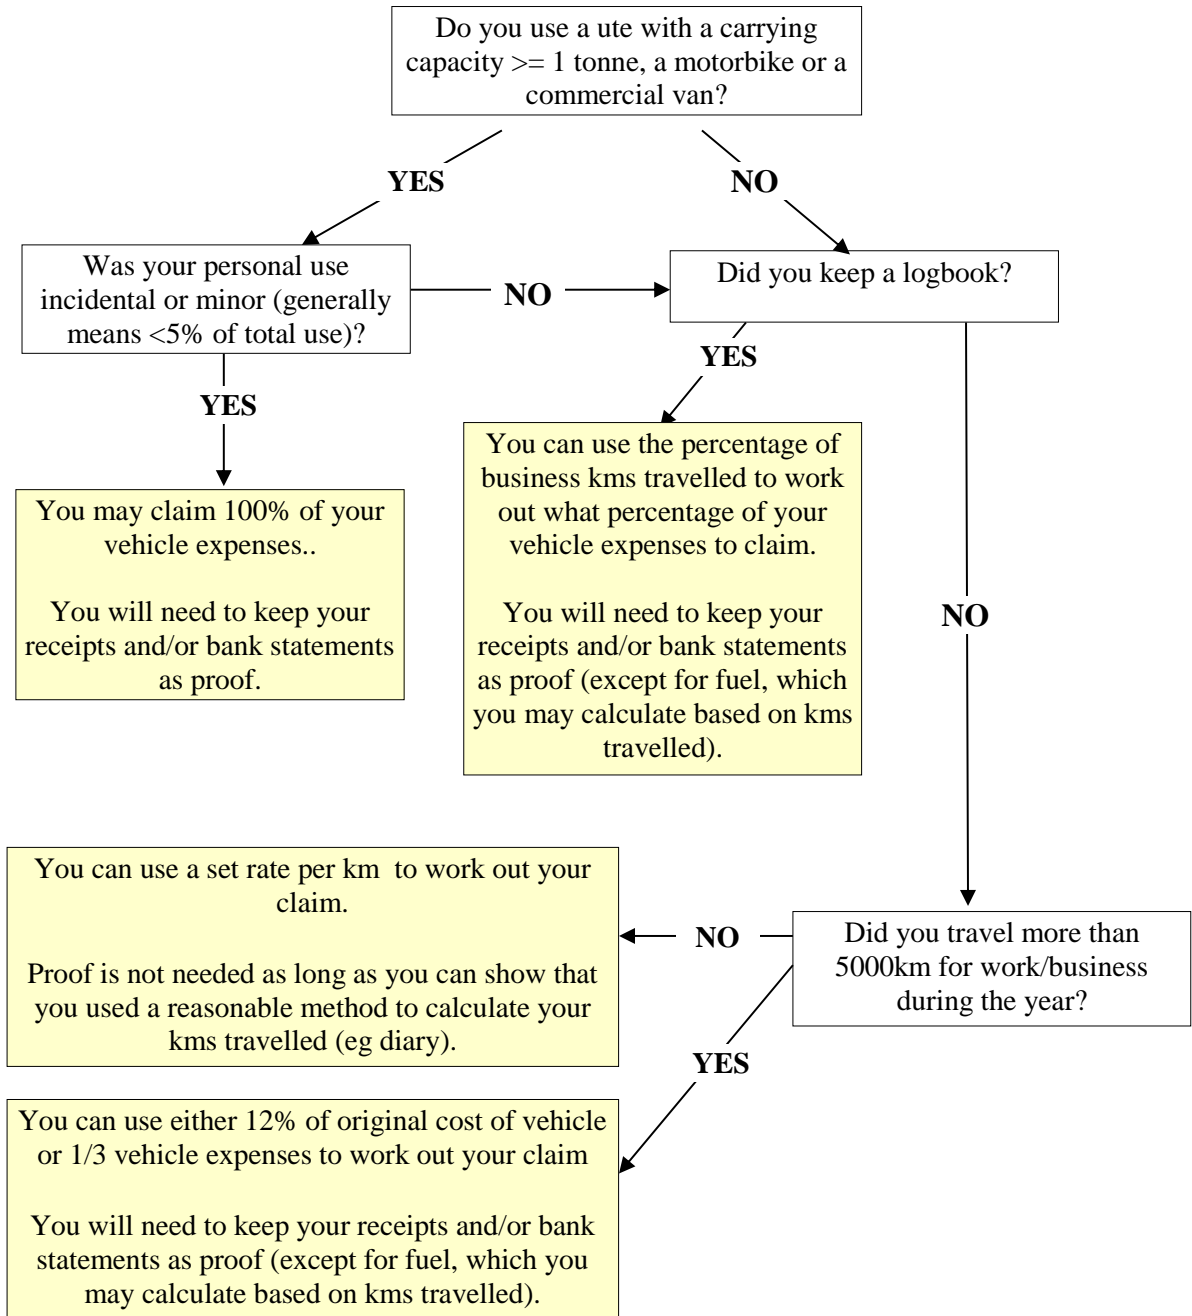 Do you use a ute with a carrying
capacity >= 1 tonne, a motorbike or a
commercial van?
YES
NO
Was your personal use
incidental or minor (generally
means <5% of total use)?
NO
Did you keep a logbook?
YES
YES
You may claim 100% of your
vehicle expenses..
You will need to keep your
receipts and/or bank statements
as proof.
You can use the percentage of
business kms travelled to work
out what percentage of your
vehicle expenses to claim.
You will need to keep your
receipts and/or bank statements
as proof (except for fuel, which
you may calculate based on kms
travelled).
NO
You can use a set rate per km  to work out your
claim.
Proof is not needed as long as you can show that
you used a reasonable method to calculate your
kms travelled (eg diary).
NO
Did you travel more than
5000km for work/business
during the year?
YES
You can use either 12% of original cost of vehicle
or 1/3 vehicle expenses to work out your claim
You will need to keep your receipts and/or bank
statements as proof (except for fuel, which you
may calculate based on kms travelled).